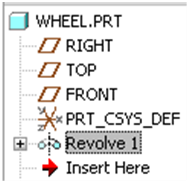 WHEEL.PRT
RIGHT
TOP
FRONT
PRT_CSYS_DEF
Revolve 1
Insert Here